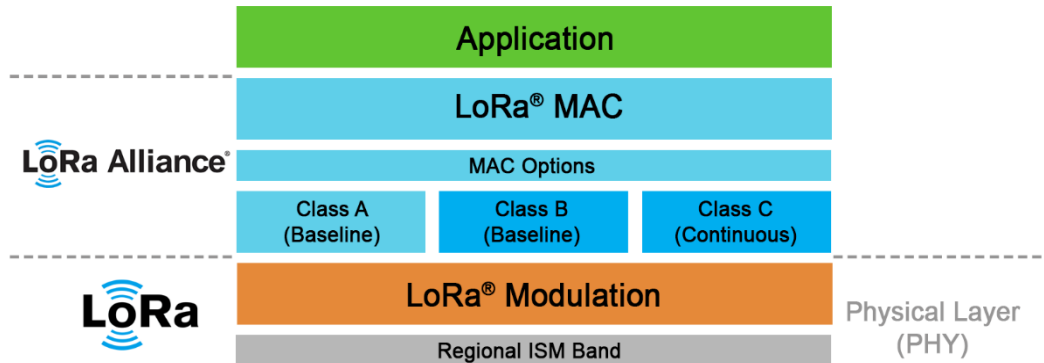 Application
LoRa® MAC
LoRa Alliance®
MAC Options
Class A
(Baseline)
Class B
(Baseline)
Class C
(Continuous)
LoRa
LoRa® Modulation
Physical Layer
(PHY)
Regional ISM Band